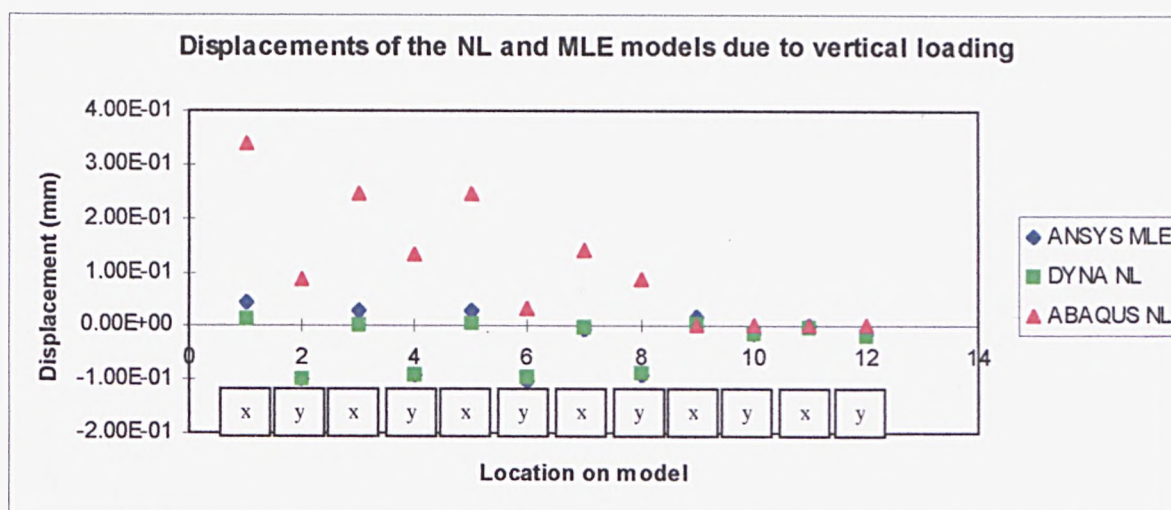 Displacements of the NL and MLE models due to vertical loading
4.00E-01
3.00E-01
2.00E-01
1.00E-01
0.00E+00
-1.00E-01
-2.00E-01
Displacement (mm)
0 2 4 6 8 10 12 14
x y x y x y x y x y x y
Location on model
ANSYS MLE
DYNA NL
ABAQUS NL